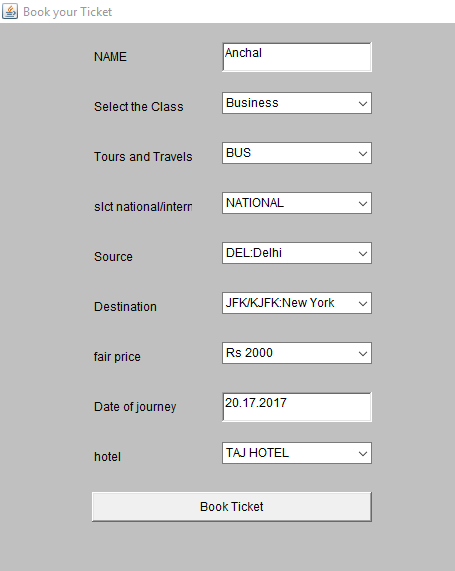 Book your Ticket
NAME Anchal
Select the Class Business
Tours and Travels BUS
slct national/intern NATIONAL
Source DEL:Delhi
Destination JFK/KJFK:New York
fair price Rs 2000
Date of journey 20.17.2017
hotel TAJ HOTEL
Book Ticket